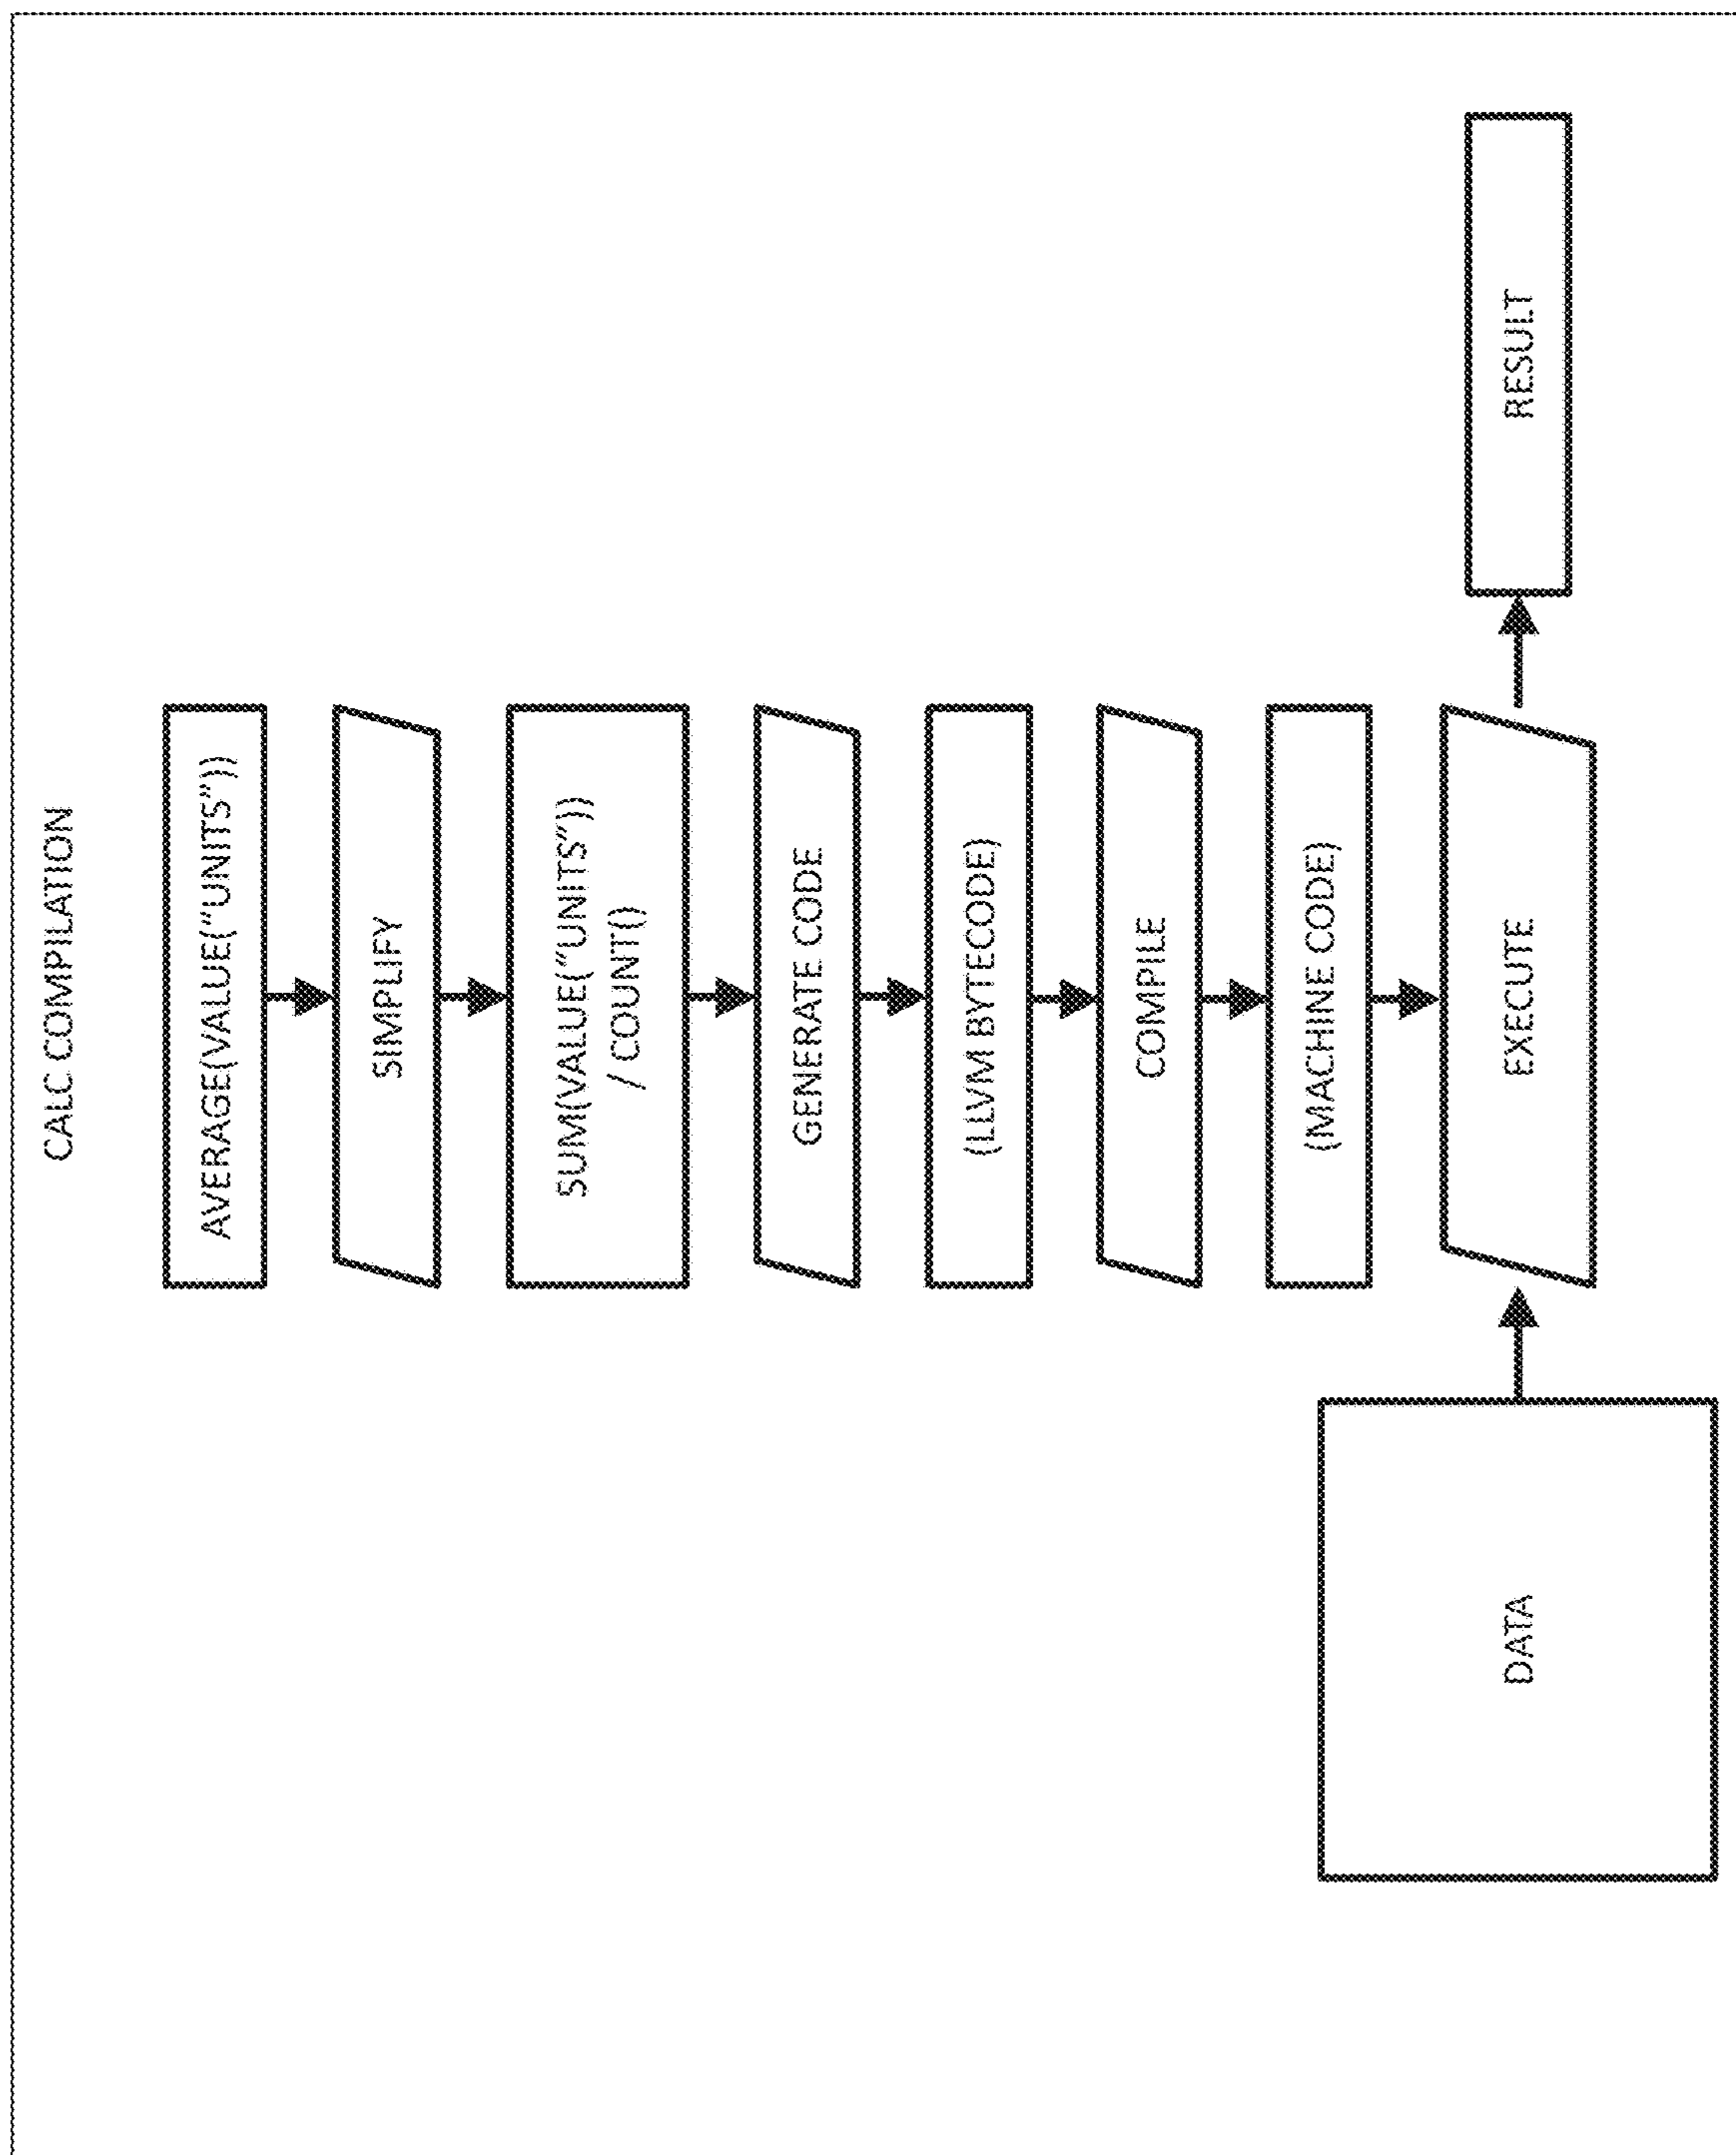 CALC COMPILATION
AVERAGE(VALUE(“UNITS”))
SIMPLIFY
SUM(VALUE(“UNITS”))
/ COUNT()
GENERATE CODE
(LLVM BYTECODE)
COMPILE
(MACHINE CODE)
DATA
EXECUTE
RESULT